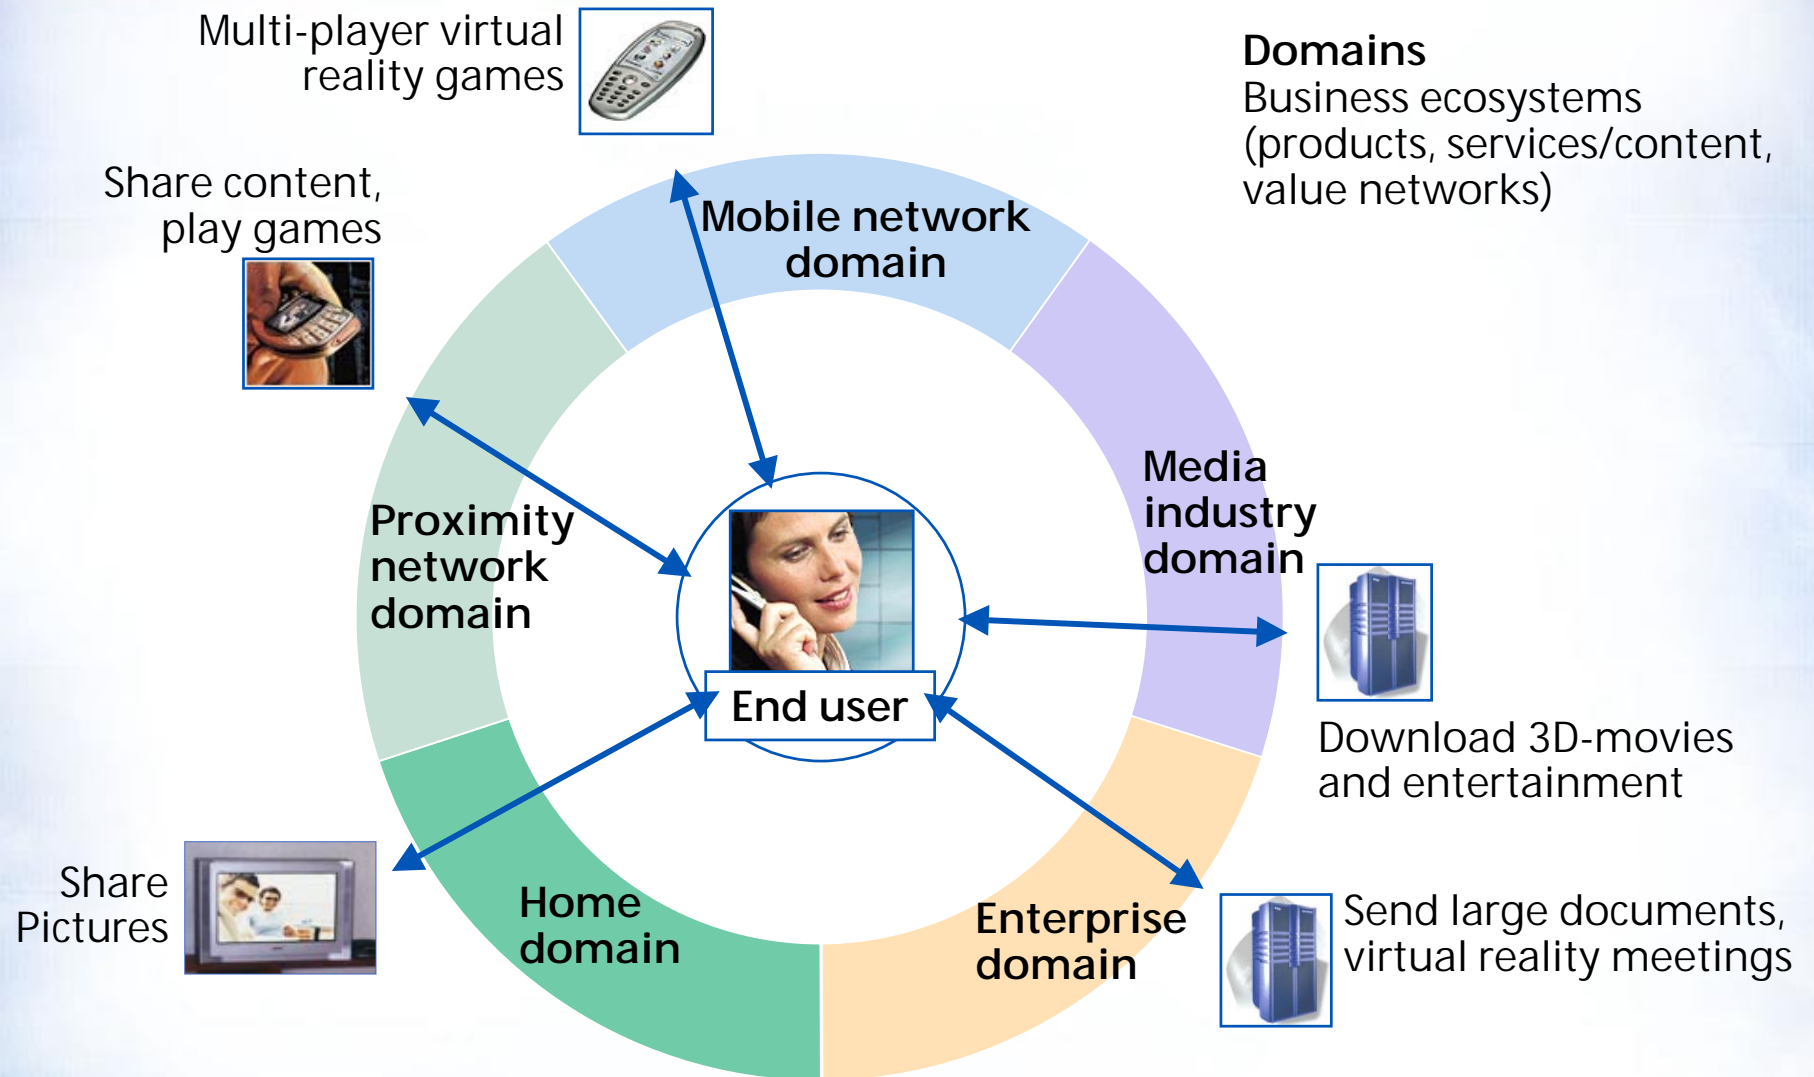 Multi-player virtual
reality games
Domains
Business ecosystems
(products, services/content,
value networks)
Share content,
play games
Mobile network
domain
Media
industry
domain
Proximity
network
domain
End user
Download 3D-movies
and entertainment
Share
Pictures
Home
domain
Enterprise
domain
Send large documents,
virtual reality meetings